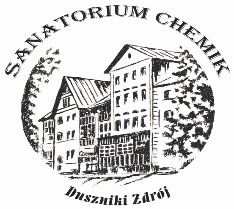 SANATORIUM CHEMIK
Duszniki Zdrój